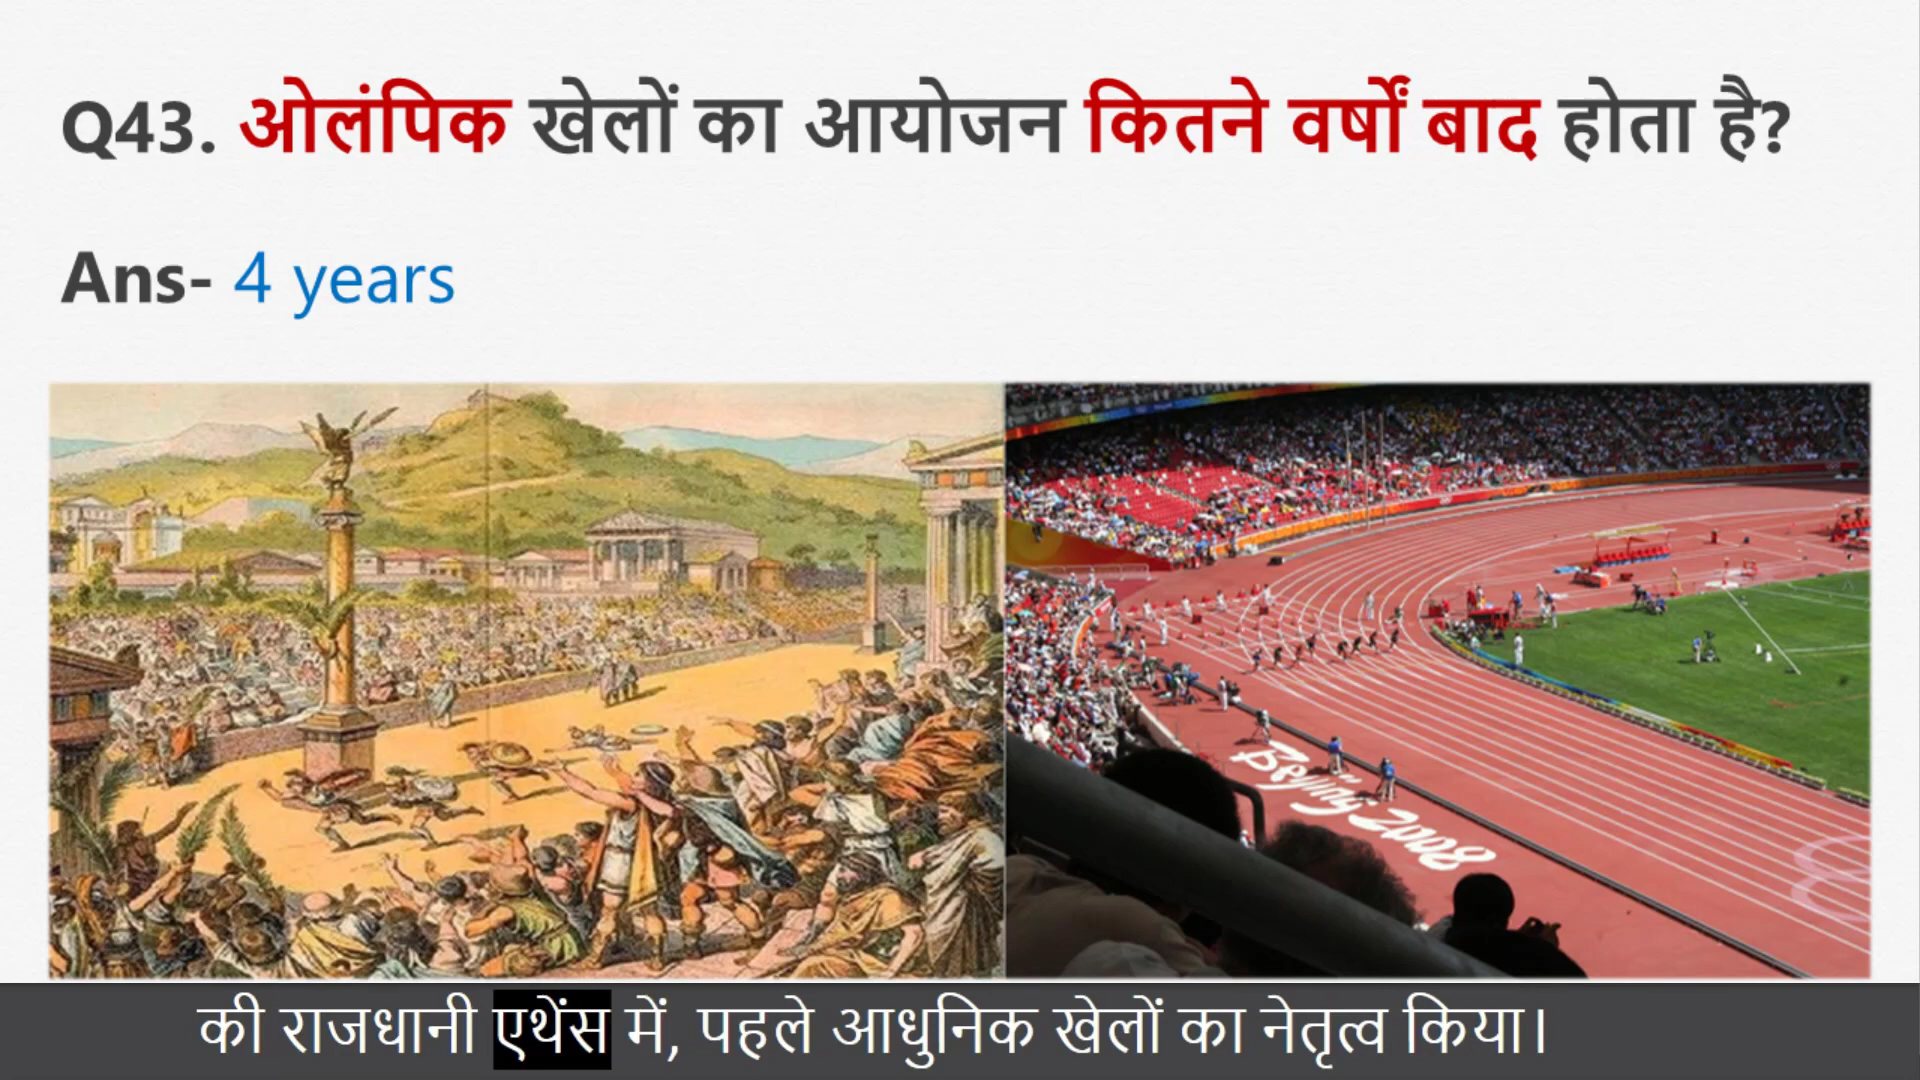 Q43. ओलंपिक खेलों का आयोजन कितने वर्षों बाद होता है?
Ans- 4 years
Beijing 2008
की राजधानी एथेंस में, पहले आधुनिक खेलों का नेतृत्व किया।